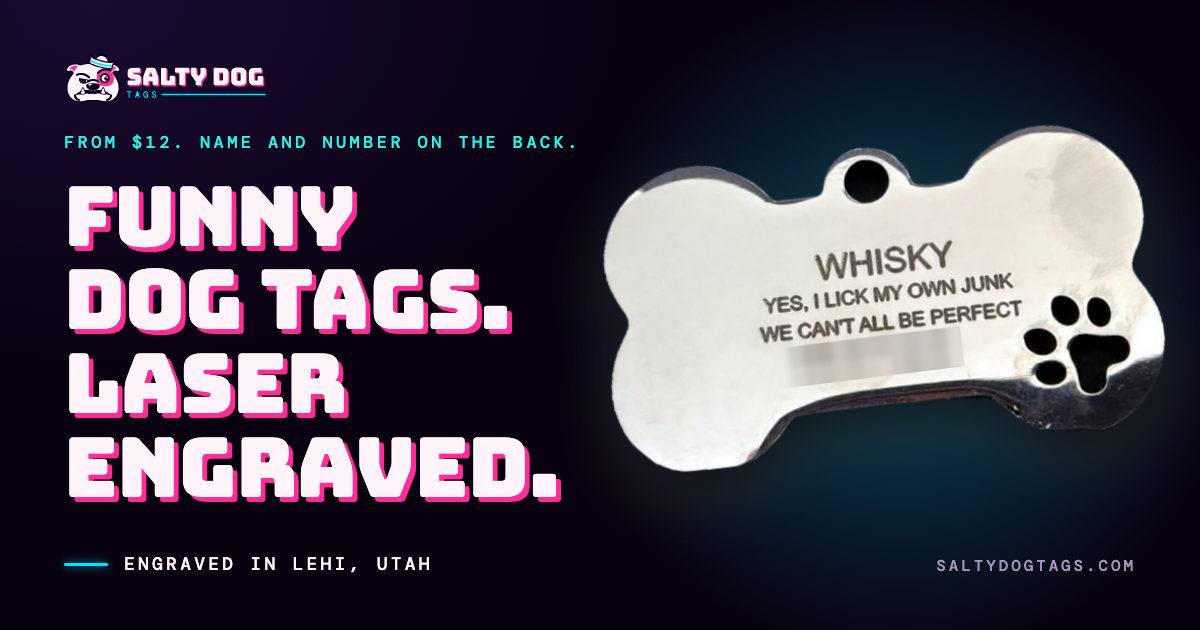 SALTY DOG
TAGS
FROM $12. NAME AND NUMBER ON THE BACK.
FUNNY
DOG TAGS.
LASER
ENGRAVED.
WHISKY
YES, I LICK MY OWN JUNK
WE CAN'T ALL BE PERFECT
ENGRAVED IN LEHI, UTAH
SALTYDOGTAGS.COM